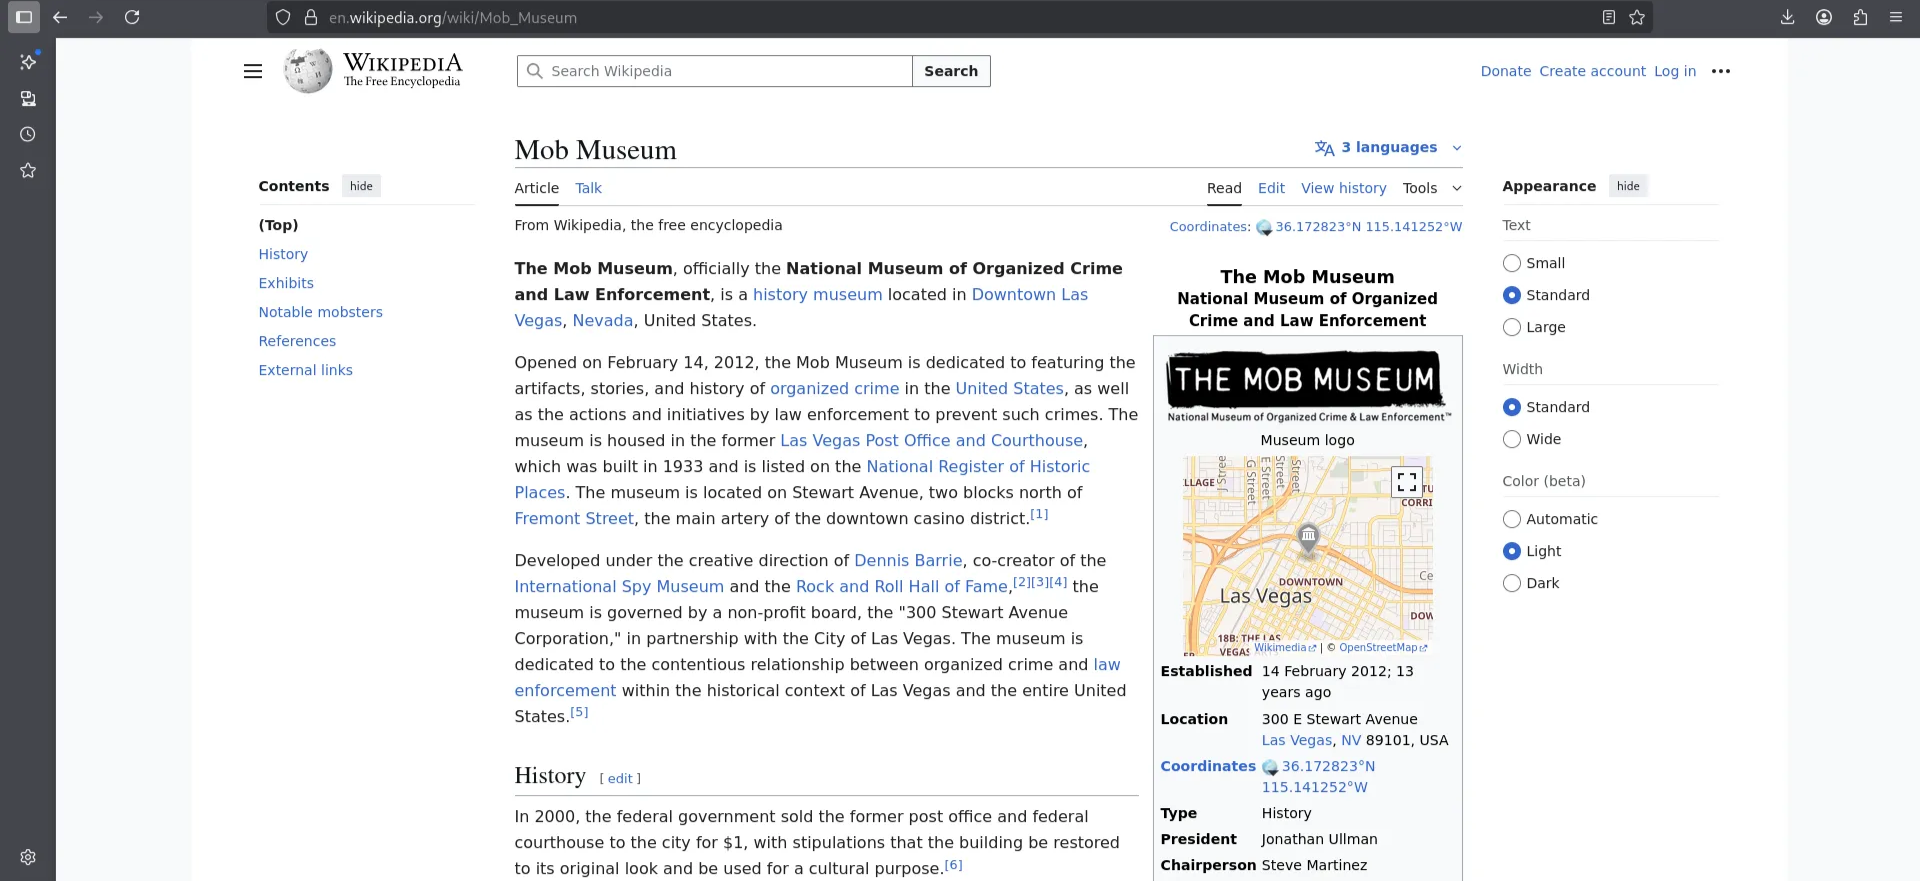 en.wikipedia.org/wiki/Mob_Museum
WIKIPEDIA
The Free Encyclopedia
Search Wikipedia
Search
Donate Create account Log in
Mob Museum
3 languages
Contents hide
(Top)
History
Exhibits
Notable mobsters
References
External links
Article Talk
Read Edit View history Tools
From Wikipedia, the free encyclopedia
Coordinates: 36.172823°N 115.141252°W
The Mob Museum, officially the National Museum of Organized Crime
and Law Enforcement, is a history museum located in Downtown Las
Vegas, Nevada, United States.
Opened on February 14, 2012, the Mob Museum is dedicated to featuring the
artifacts, stories, and history of organized crime in the United States, as well
as the actions and initiatives by law enforcement to prevent such crimes. The
museum is housed in the former Las Vegas Post Office and Courthouse,
which was built in 1933 and is listed on the National Register of Historic
Places. The museum is located on Stewart Avenue, two blocks north of
Fremont Street, the main artery of the downtown casino district.[1]
Developed under the creative direction of Dennis Barrie, co-creator of the
International Spy Museum and the Rock and Roll Hall of Fame,[2][3][4] the
museum is governed by a non-profit board, the "300 Stewart Avenue
Corporation," in partnership with the City of Las Vegas. The museum is
dedicated to the contentious relationship between organized crime and law
enforcement within the historical context of Las Vegas and the entire United
States.[5]
History [ edit ]
In 2000, the federal government sold the former post office and federal
courthouse to the city for $1, with stipulations that the building be restored
to its original look and be used for a cultural purpose.[6]
The Mob Museum
National Museum of Organized
Crime and Law Enforcement
THE MOB MUSEUM
National Museum of Organized Crime & Law Enforcement™
Museum logo
G Street
E Street
Street
Street
DOWNTOWN
Las Vegas
18B: THE LAS
Wikimedia | © OpenStreetMap
Established 14 February 2012; 13
years ago
Location 300 E Stewart Avenue
Las Vegas, NV 89101, USA
Coordinates 36.172823°N
115.141252°W
Type History
President Jonathan Ullman
Chairperson Steve Martinez
Appearance hide
Text
Small
Standard
Large
Width
Standard
Wide
Color (beta)
Automatic
Light
Dark